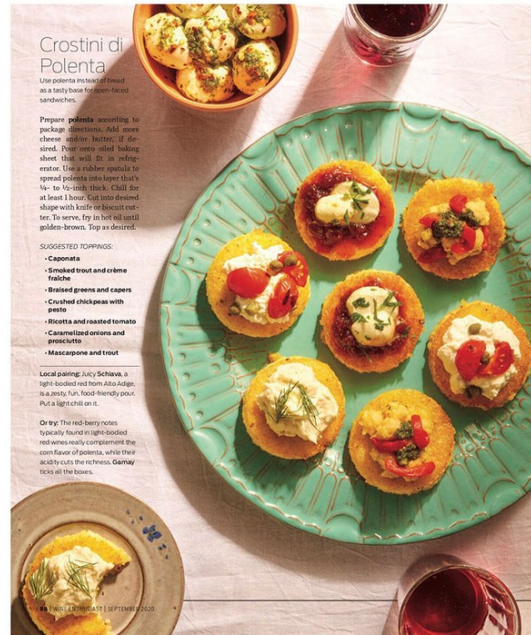 Crostini di
Polenta
Use polenta instead of bread
as a tasty base for open-faced
sandwiches.
Prepare polenta according to
package directions. Add more
cheese and/or butter, if de-
sired. Pour onto oiled baking
sheet that will fit in refrig-
erator. Use a rubber spatula to
spread polenta into layer that's
¼- to ½-inch thick. Chill for
at least 1 hour. Cut into desired
shape with knife or biscuit cut-
ter. To serve, fry in hot oil until
golden-brown. Top as desired.
SUGGESTED TOPPINGS:
• Caponata
• Smoked trout and crème
fraîche
• Braised greens and capers
• Crushed chickpeas with
pesto
• Ricotta and roasted tomato
• Caramelized onions and
prosciutto
• Mascarpone and trout
Local pairing: Juicy Schiava, a
light-bodied red from Alto Adige,
is a zesty, fun, food-friendly pour.
Put a light chill on it.
Or try: The red-berry notes
typically found in light-bodied
red wines really complement the
corn flavor of polenta, while their
acidity cuts the richness. Gamay
ticks all the boxes.
| WINE ENTHUSIAST | SEPTEMBER 2020